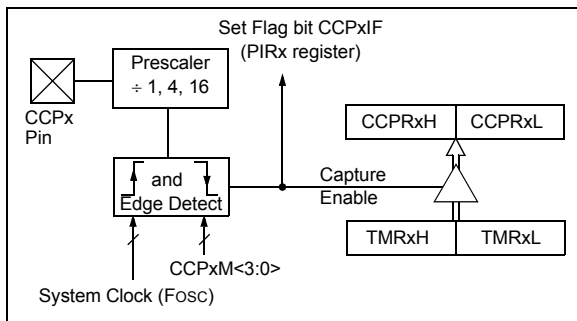 Set Flag bit CCPxIF
(PIRx register)
Prescaler
÷ 1, 4, 16
CCPx
Pin
CCPRxH
CCPRxL
and
Edge Detect
Capture
Enable
TMRxH
TMRxL
CCPxM<3:0>
System Clock (FOSC)